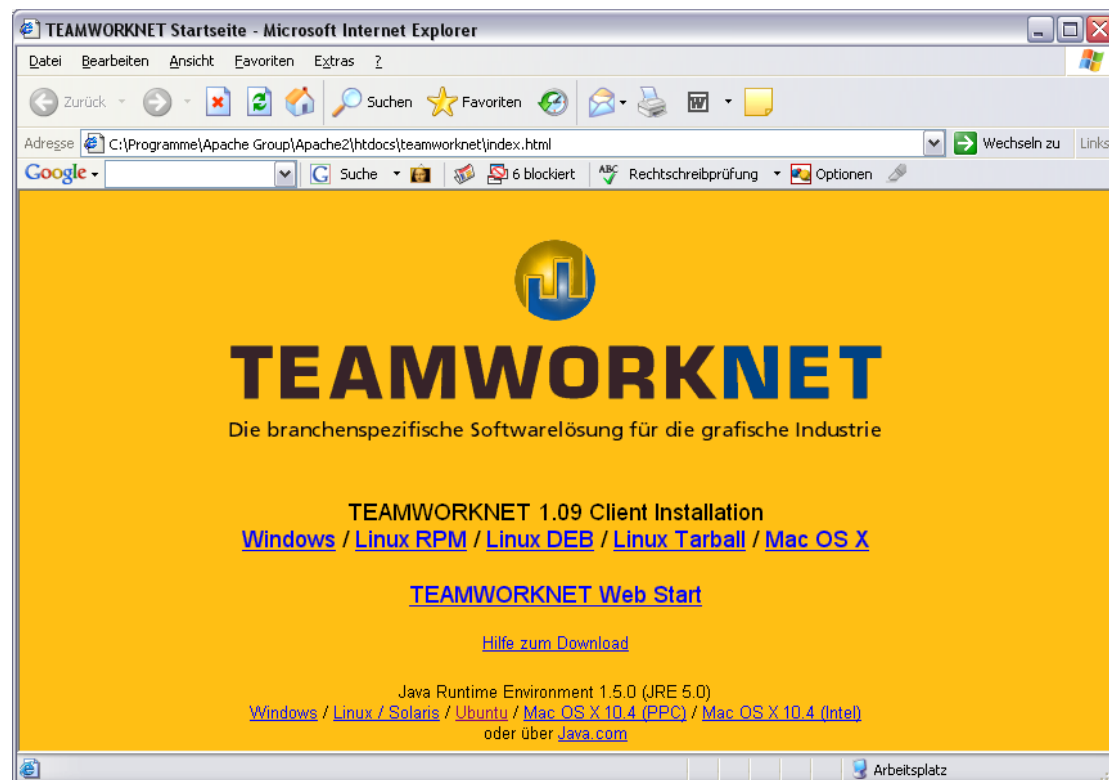 TEAMWORKNET Startseite - Microsoft Internet Explorer
Datei Bearbeiten Ansicht Favoriten Extras ?
Zurück Suchen Favoriten W
Adresse C:\Programme\Apache Group\Apache2\htdocs\teamworknet\index.html Wechseln zu Links
Google G Suche 6 blockiert ABC Rechtschreibprüfung Optionen
TEAMWORKNET
Die branchenspezifische Softwarelösung für die grafische Industrie
TEAMWORKNET 1.09 Client Installation
Windows / Linux RPM / Linux DEB / Linux Tarball / Mac OS X
TEAMWORKNET Web Start
Hilfe zum Download
Java Runtime Environment 1.5.0 (JRE 5.0)
Windows / Linux / Solaris / Ubuntu / Mac OS X 10.4 (PPC) / Mac OS X 10.4 (Intel)
oder über Java.com
Arbeitsplatz